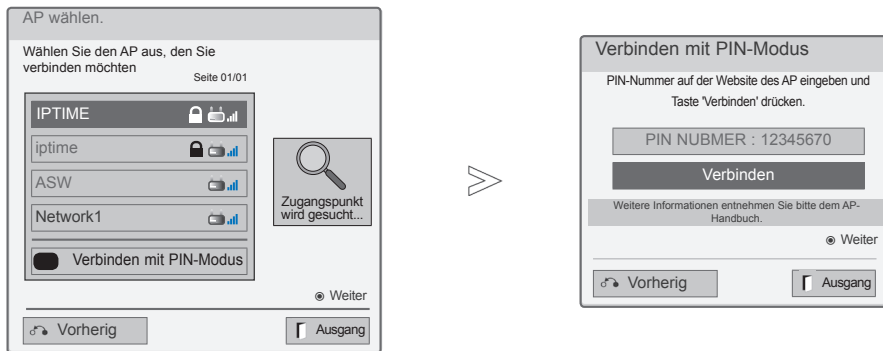 AP wählen.
Wählen Sie den AP aus, den Sie
verbinden möchten
Seite 01/01
IPTIME
iptime
ASW
Network1
Verbinden mit PIN-Modus
Zugangspunkt
wird gesucht...
Weiter
Vorherig
Ausgang
Verbinden mit PIN-Modus
PIN-Nummer auf der Website des AP eingeben und
Taste 'Verbinden' drücken.
PIN NUBMER : 12345670
Verbinden
Weitere Informationen entnehmen Sie bitte dem AP-
Handbuch.
Weiter
Vorherig
Ausgang